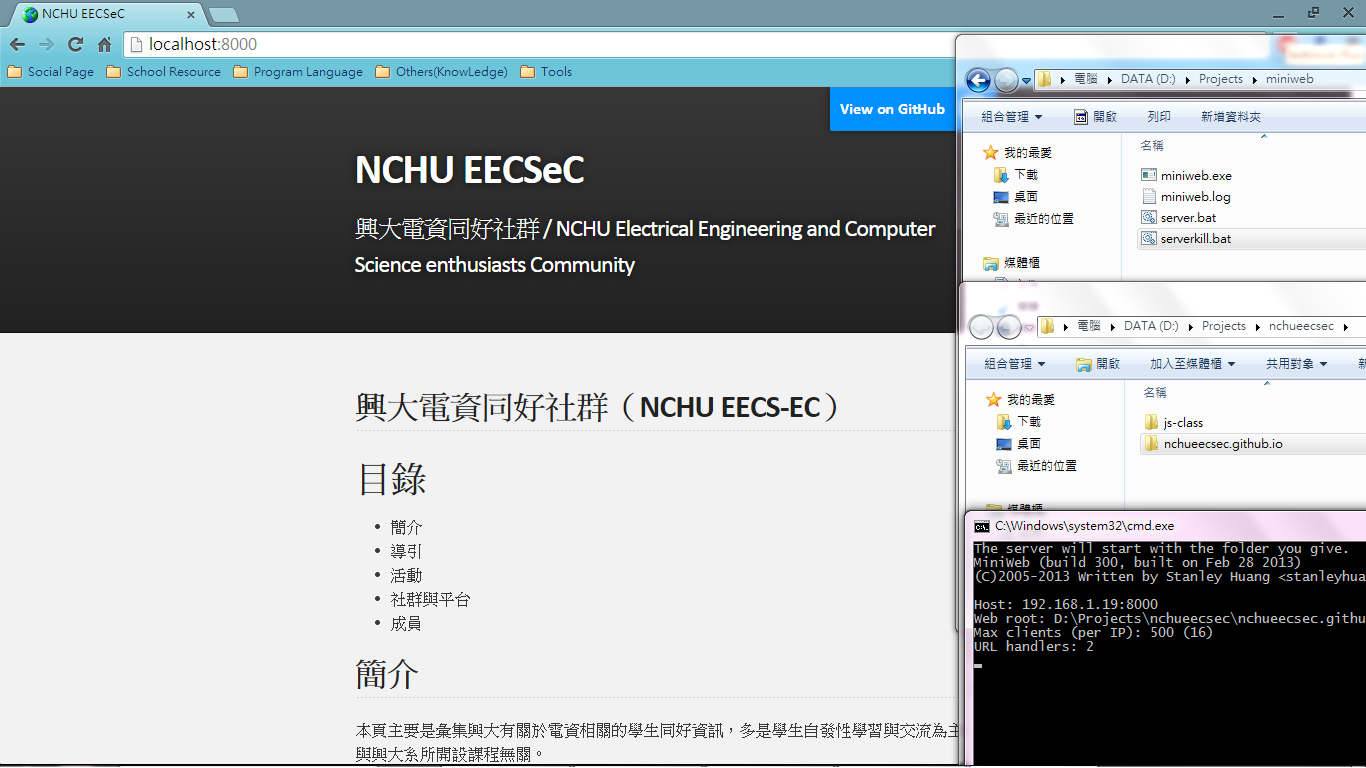 NCHU EECSeC
localhost:8000
Social Page
School Resource
Program Language
Others(KnowLedge)
Tools
View on GitHub
NCHU EECSeC
興大電資同好社群 / NCHU Electrical Engineering and Computer
Science enthusiasts Community
興大電資同好社群（NCHU EECS-EC）
目錄
簡介
導引
活動
社群與平台
成員
簡介
本頁主要是彙集興大有關於電資相關的學生同好資訊，多是學生自發性學習與交流為主
與興大系所開設課程無關。
電腦 DATA (D:) Projects miniweb
組合管理 開啟 列印 新增資料夾
我的最愛
下載
桌面
最近的位置
媒體櫃
名稱
miniweb.exe
miniweb.log
server.bat
serverkill.bat
電腦 DATA (D:) Projects nchueecsec
組合管理 開啟 加入至媒體櫃 共用對象
我的最愛
下載
桌面
最近的位置
媒體櫃
名稱
js-class
nchueecsec.github.io
C:\Windows\system32\cmd.exe
The server will start with the folder you give.
MiniWeb (build 300, built on Feb 28 2013)
(C)2005-2013 Written by Stanley Huang <stanleyhua
Host: 192.168.1.19:8000
Web root: D:\Projects\nchueecsec\nchueecsec.githu
Max clients (per IP): 500 (16)
URL handlers: 2